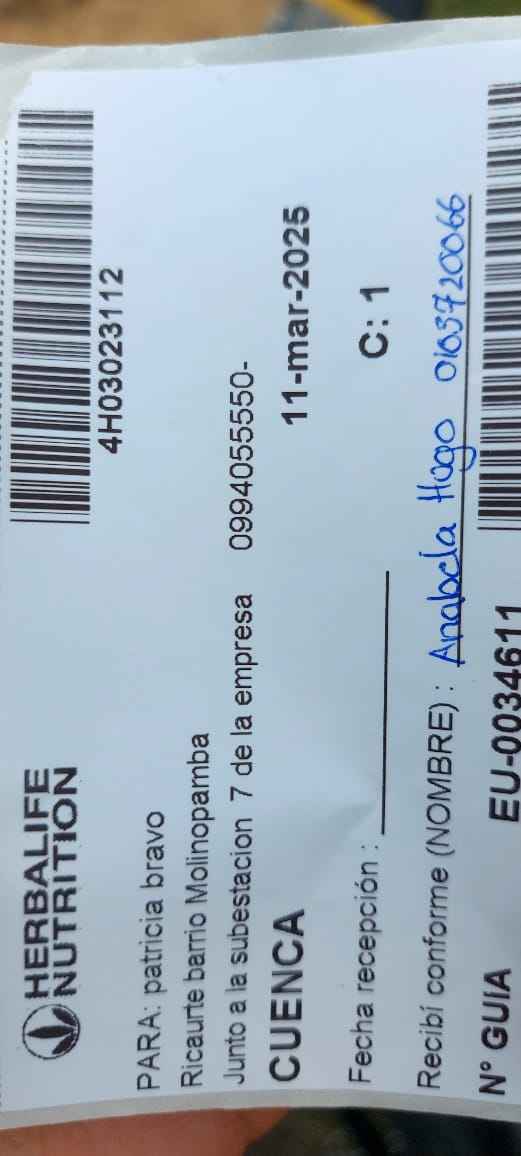 HERBALIFE
NUTRITION
4H03023112
PARA: patricia bravo
Ricaurte barrio Molinopamba
Junto a la subestacion 7 de la empresa 0994055550-
CUENCA 11-mar-2025
Fecha recepción : C: 1
Recibí conforme (NOMBRE) : Anabela Hugo 0103720066
N° GUIA EU-0034611